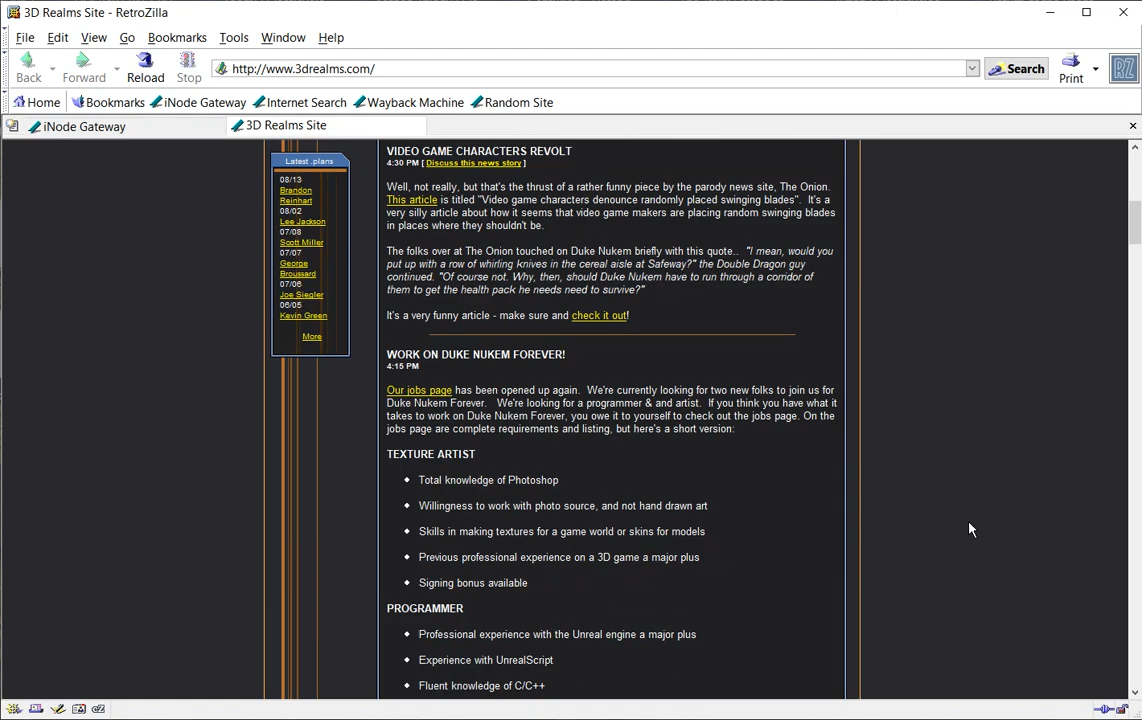 3D Realms Site - RetroZilla
File Edit View Go Bookmarks Tools Window Help
Back Forward Reload Stop http://www.3drealms.com/ Search Print RZ
Home Bookmarks iNode Gateway Internet Search Wayback Machine Random Site
iNode Gateway 3D Realms Site
Latest .plans
08/13
Brandon
Reinhart
08/02
Lee Jackson
07/08
Scott Miller
07/07
George
Broussard
07/06
Joe Siegler
06/05
Kevin Green
More
VIDEO GAME CHARACTERS REVOLT
4:30 PM [ Discuss this news story ]
Well, not really, but that's the thrust of a rather funny piece by the parody news site, The Onion.
This article is titled "Video game characters denounce randomly placed swinging blades". It's a
very silly article about how it seems that video game makers are placing random swinging blades
in places where they shouldn't be.
The folks over at The Onion touched on Duke Nukem briefly with this quote.. "I mean, would you
put up with a row of whirling knives in the cereal aisle at Safeway?" the Double Dragon guy
continued. "Of course not. Why, then, should Duke Nukem have to run through a corridor of
them to get the health pack he needs need to survive?"
It's a very funny article - make sure and check it out!
WORK ON DUKE NUKEM FOREVER!
4:15 PM
Our jobs page has been opened up again. We're currently looking for two new folks to join us for
Duke Nukem Forever. We're looking for a programmer & and artist. If you think you have what it
takes to work on Duke Nukem Forever, you owe it to yourself to check out the jobs page. On the
jobs page are complete requirements and listing, but here's a short version:
TEXTURE ARTIST
Total knowledge of Photoshop
Willingness to work with photo source, and not hand drawn art
Skills in making textures for a game world or skins for models
Previous professional experience on a 3D game a major plus
Signing bonus available
PROGRAMMER
Professional experience with the Unreal engine a major plus
Experience with UnrealScript
Fluent knowledge of C/C++